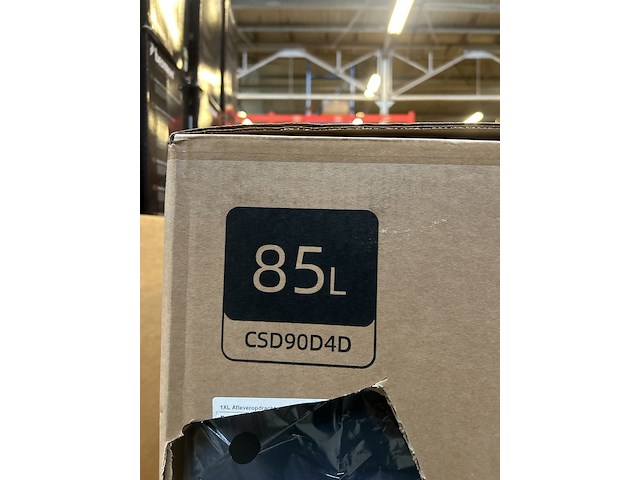 85L
CSD90D4D
1XL Afleveropdracht